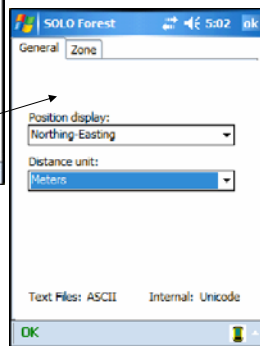 SOLO Forest 5:02 ok
General Zone
Position display:
Northing-Easting
Distance unit:
Meters
Text Files: ASCII Internal: Unicode
OK